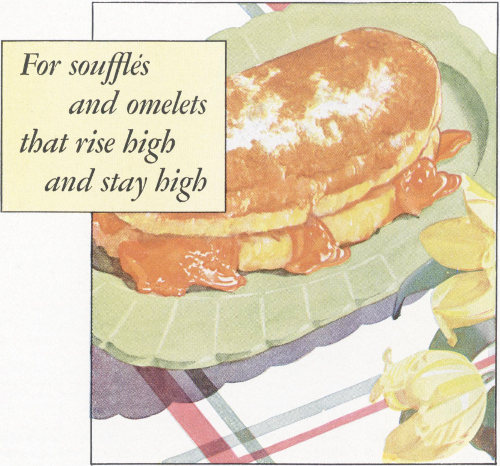 For soufflés
and omelets
that rise high
and stay high